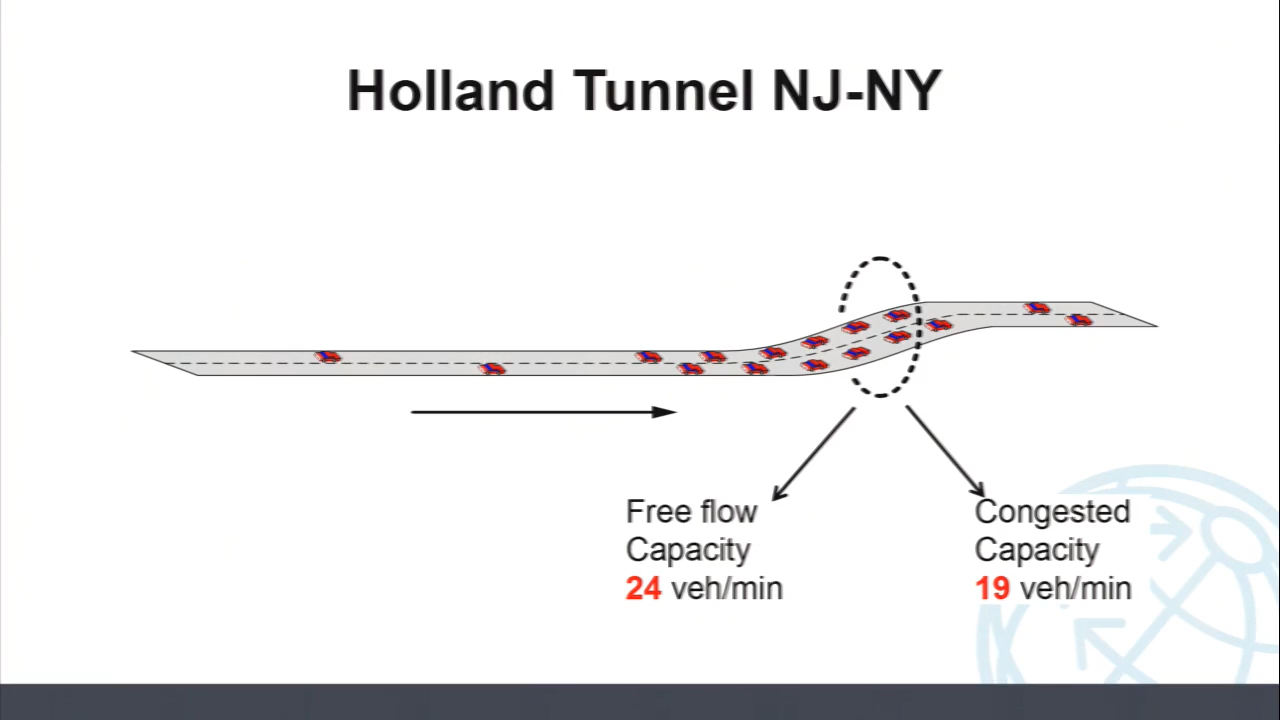 Holland Tunnel NJ-NY
Free flow
Capacity
24 veh/min
Congested
Capacity
19 veh/min